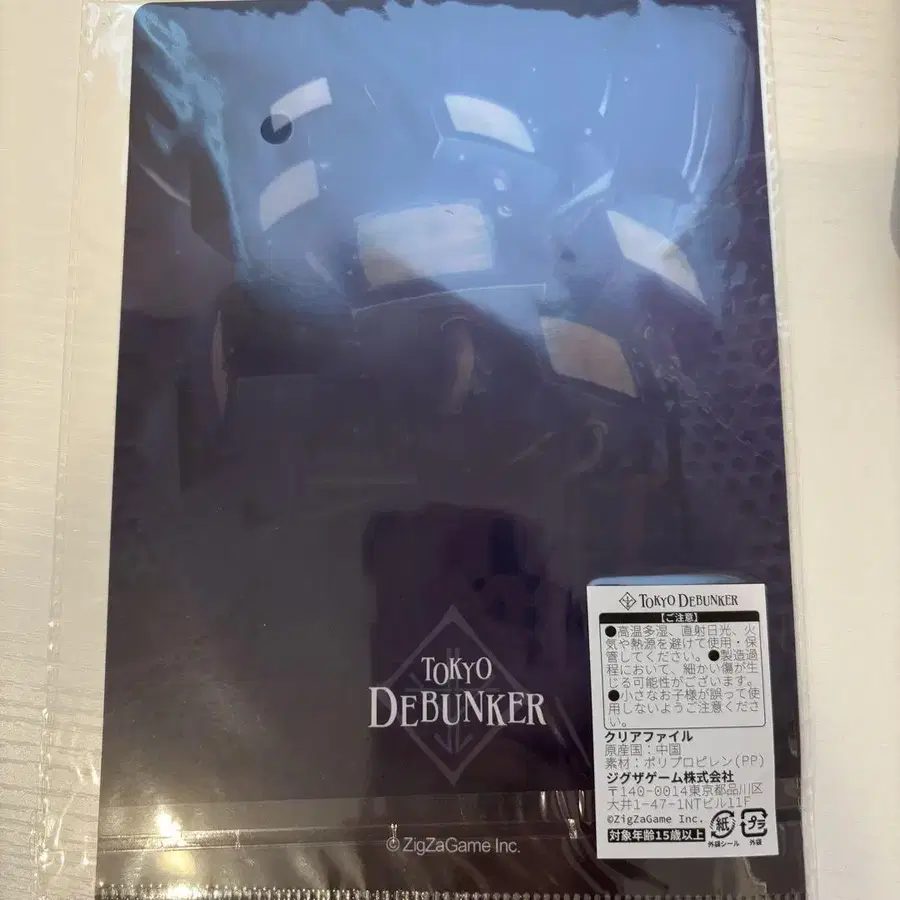 TOKYO
DEBUNKER
© ZigZaGame Inc.
TOKYO DEBUNKER
【ご注意】
●高温多湿、直射日光、火
気や熱源を避けて使用・保
管してください。●製造過
程において、細かい傷が生
じる可能性がございます。
●小さなお子様が誤って使
用しないようご注意くださ
い。
クリアファイル
原産国：中国
素材：ポリプロピレン(PP)
ジグザゲーム株式会社
〒140-0014東京都品川区
大井1-47-1NTビル11F
©ZigZaGame Inc.
対象年齢15歳以上
紙
外袋シール
プラ
外袋